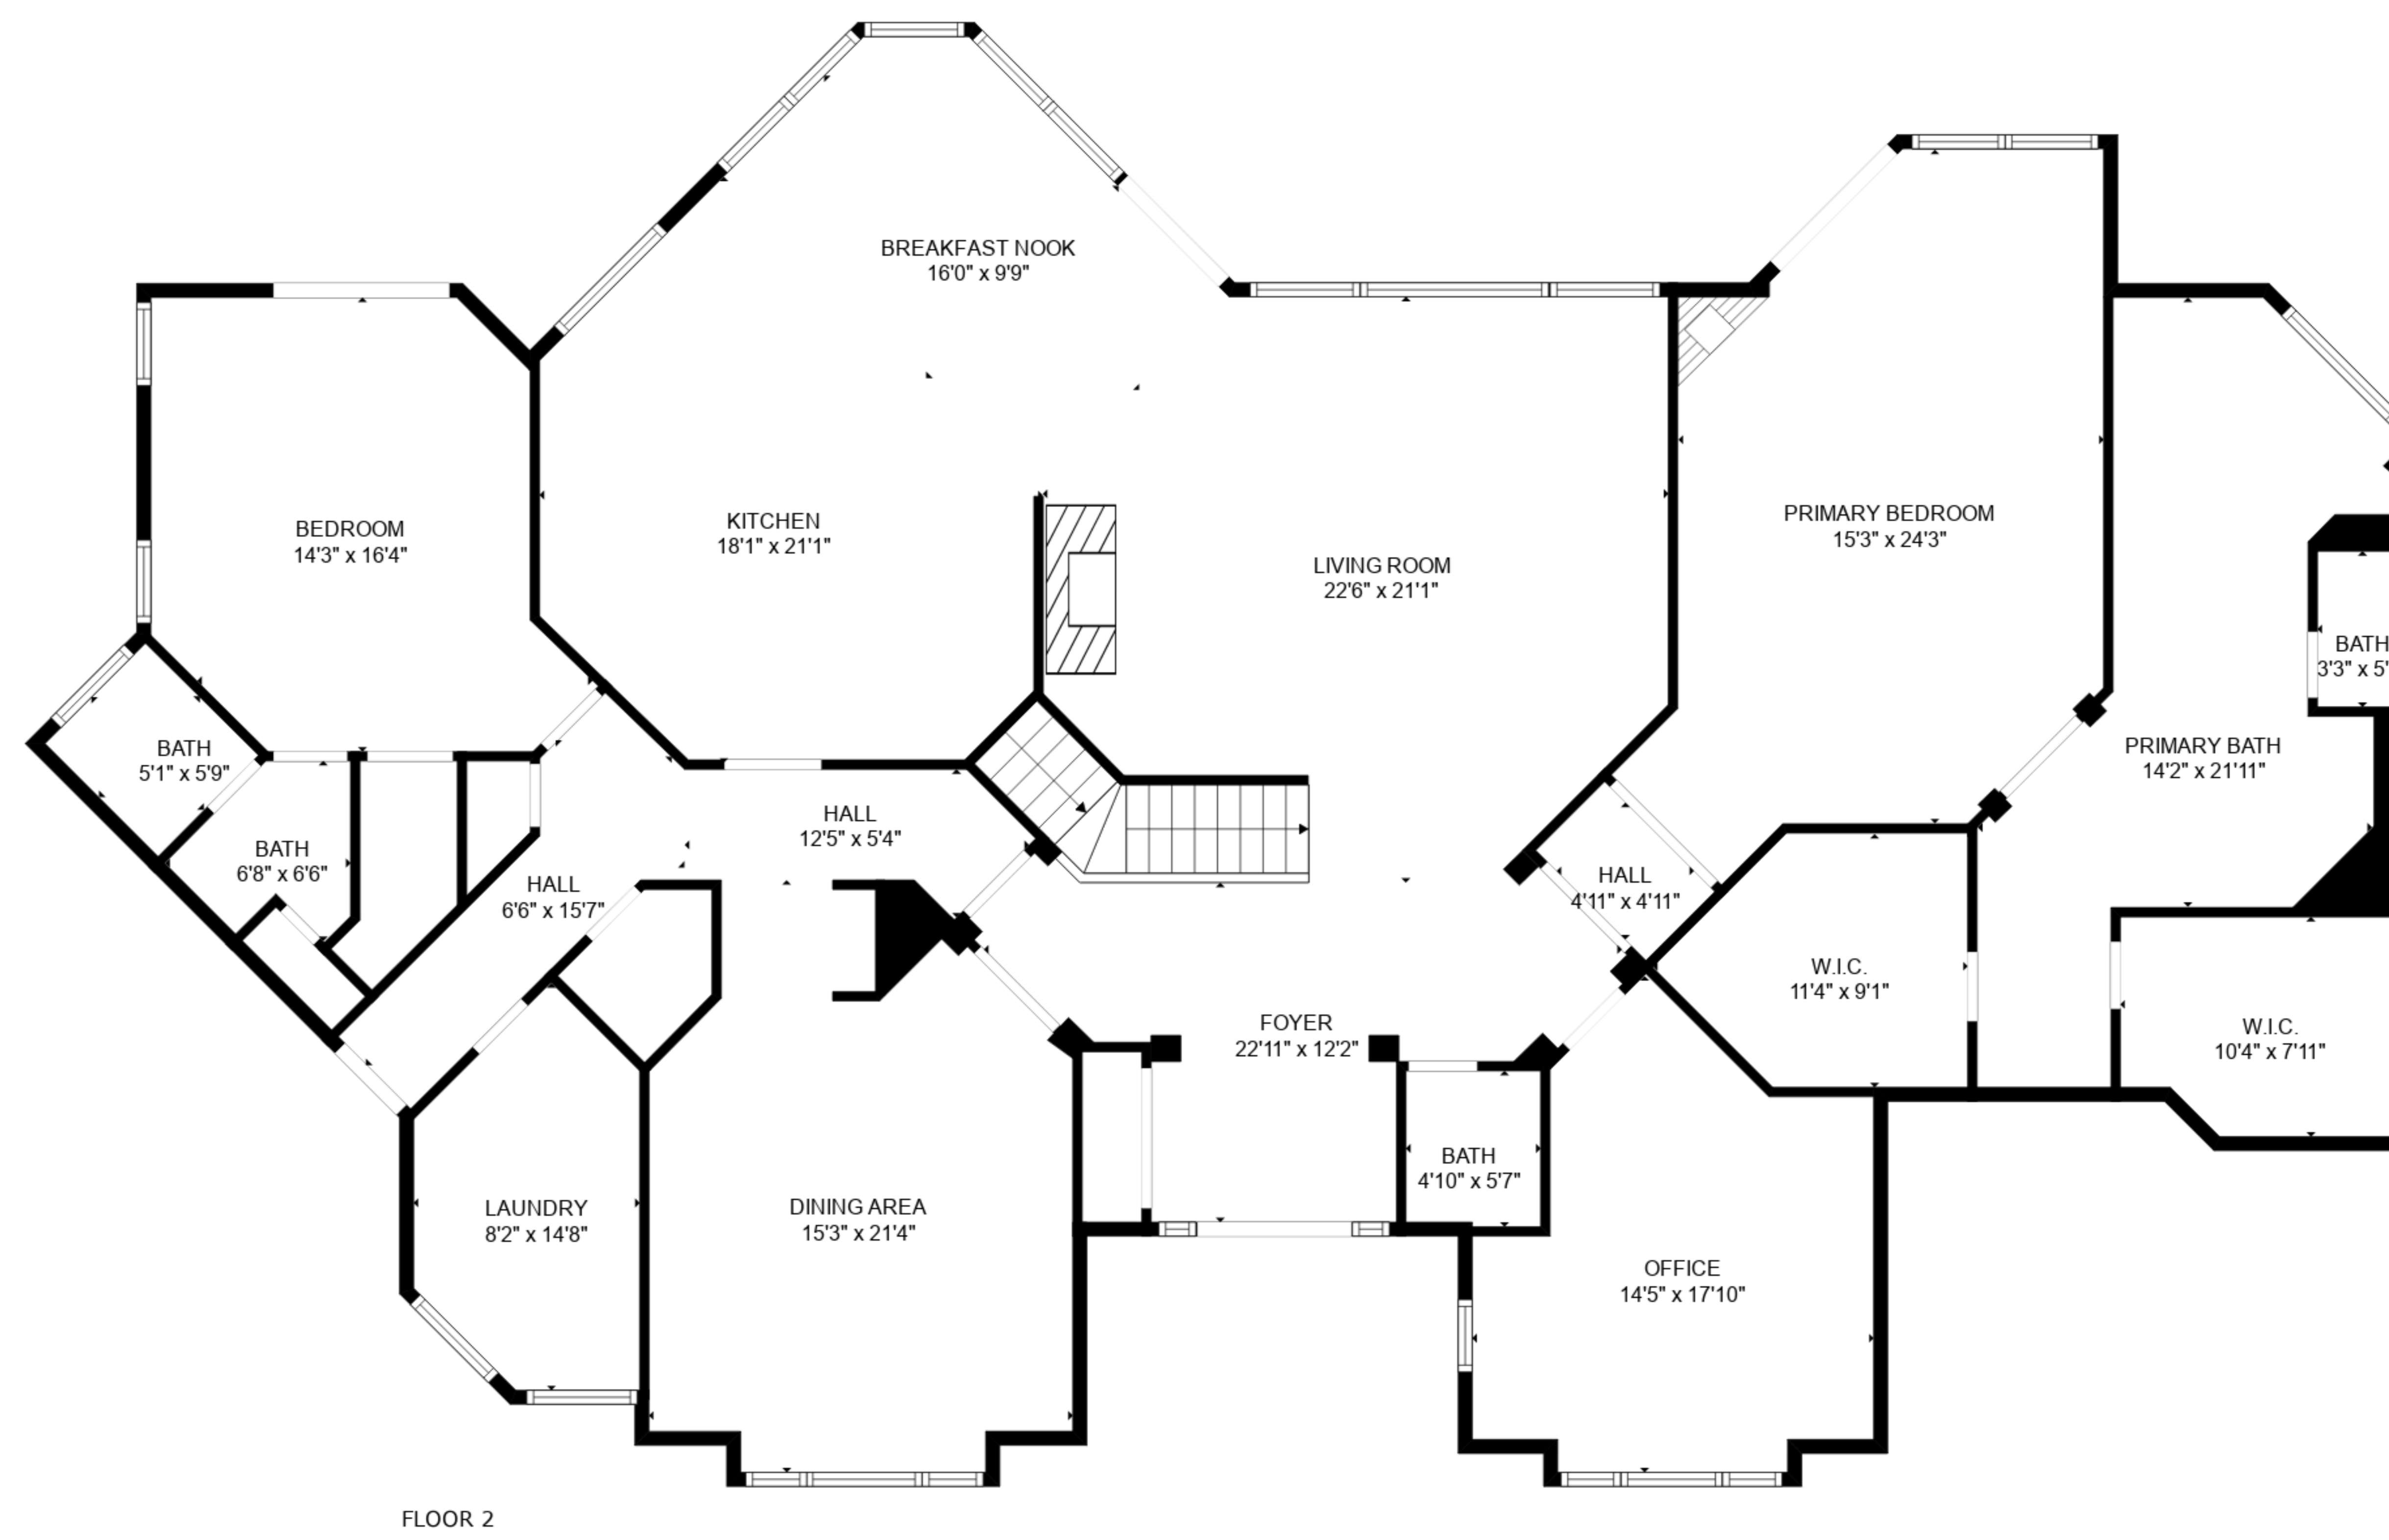 BREAKFAST NOOK
16'0" x 9'9"
BEDROOM
14'3" x 16'4"
KITCHEN
18'1" x 21'1"
LIVING ROOM
22'6" x 21'1"
PRIMARY BEDROOM
15'3" x 24'3"
BATH
3'3" x 5'
BATH
5'1" x 5'9"
PRIMARY BATH
14'2" x 21'11"
HALL
12'5" x 5'4"
BATH
6'8" x 6'6"
HALL
6'6" x 15'7"
HALL
4'11" x 4'11"
W.I.C.
11'4" x 9'1"
FOYER
22'11" x 12'2"
W.I.C.
10'4" x 7'11"
BATH
4'10" x 5'7"
LAUNDRY
8'2" x 14'8"
DINING AREA
15'3" x 21'4"
OFFICE
14'5" x 17'10"
FLOOR 2